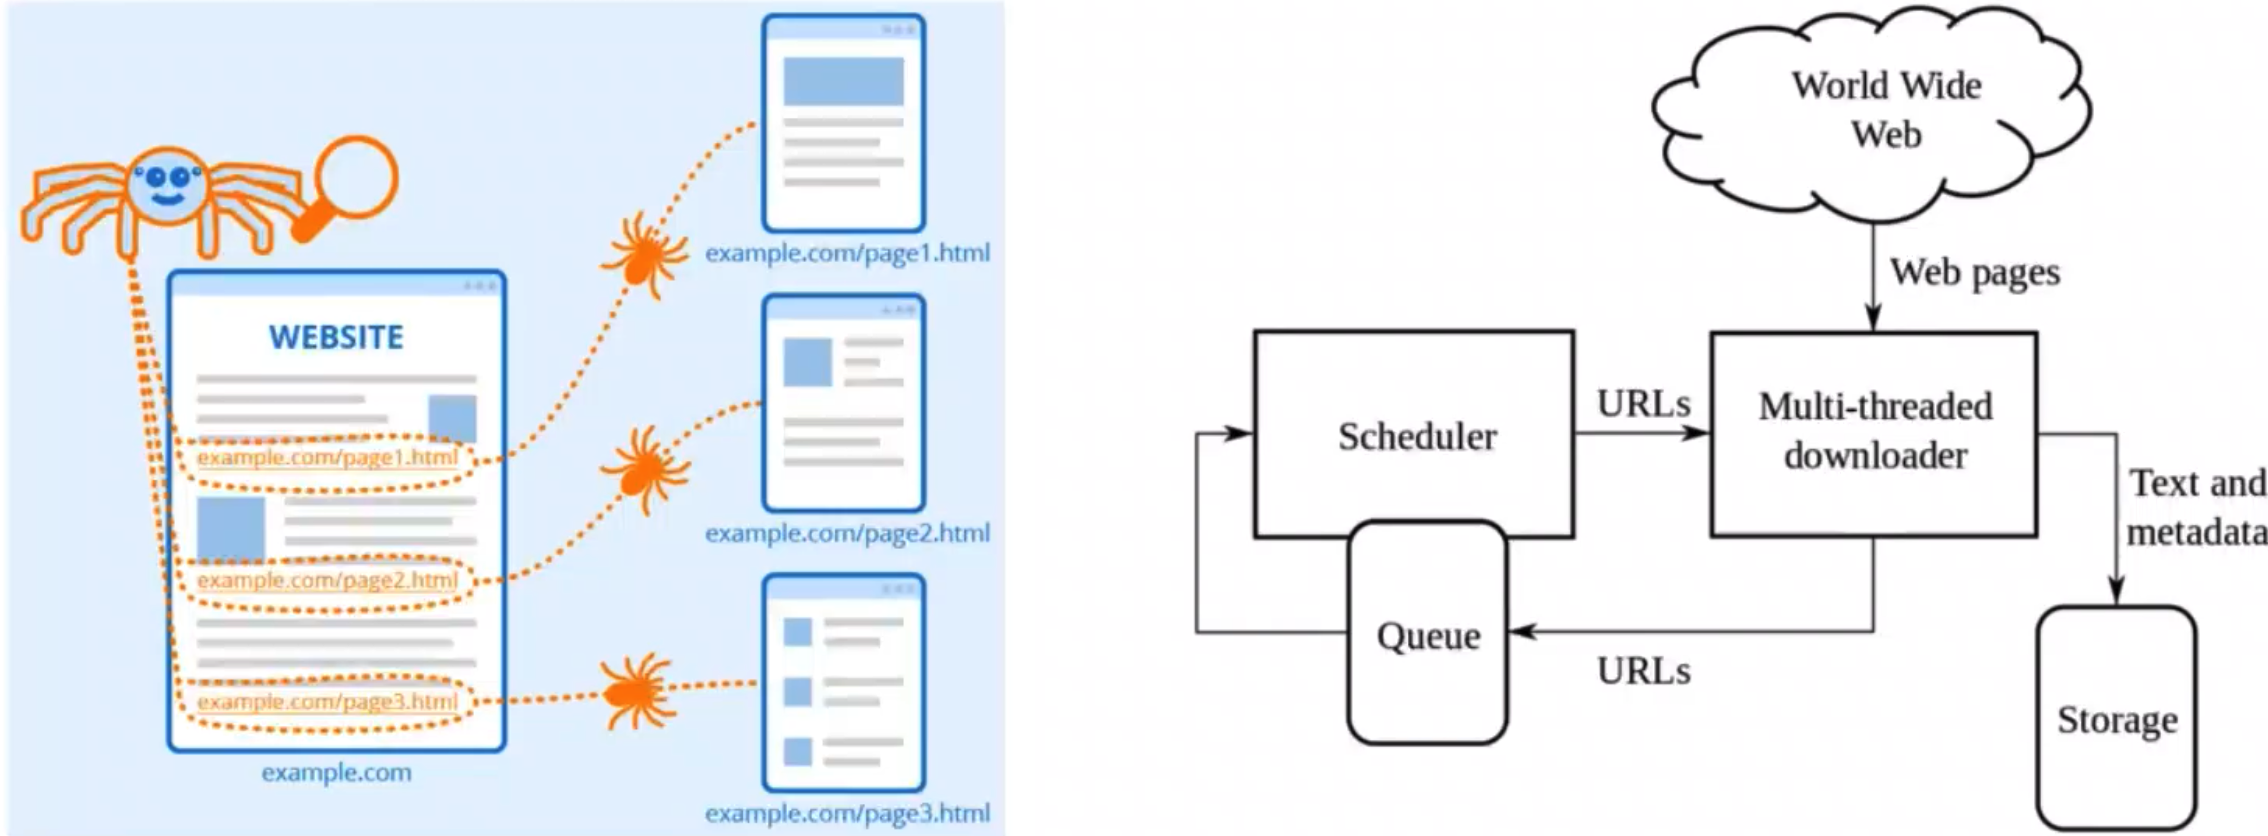 WEBSITE
example.com/page1.html
example.com/page2.html
example.com/page3.html
example.com
example.com/page1.html
example.com/page2.html
example.com/page3.html
World Wide
Web
Web pages
Scheduler
URLs
Multi-threaded
downloader
Text and
metadata
Queue
URLs
Storage